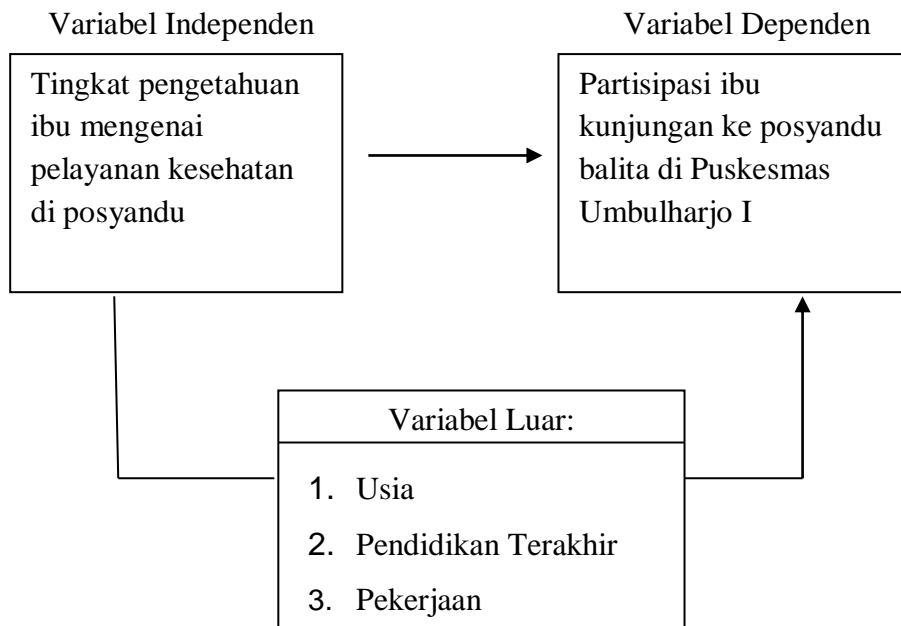 Variabel Independen
Tingkat pengetahuan
ibu mengenai
pelayanan kesehatan
di posyandu
Variabel Dependen
Partisipasi ibu
kunjungan ke posyandu
balita di Puskesmas
Umbulharjo I
Variabel Luar:
1. Usia
2. Pendidikan Terakhir
3. Pekerjaan